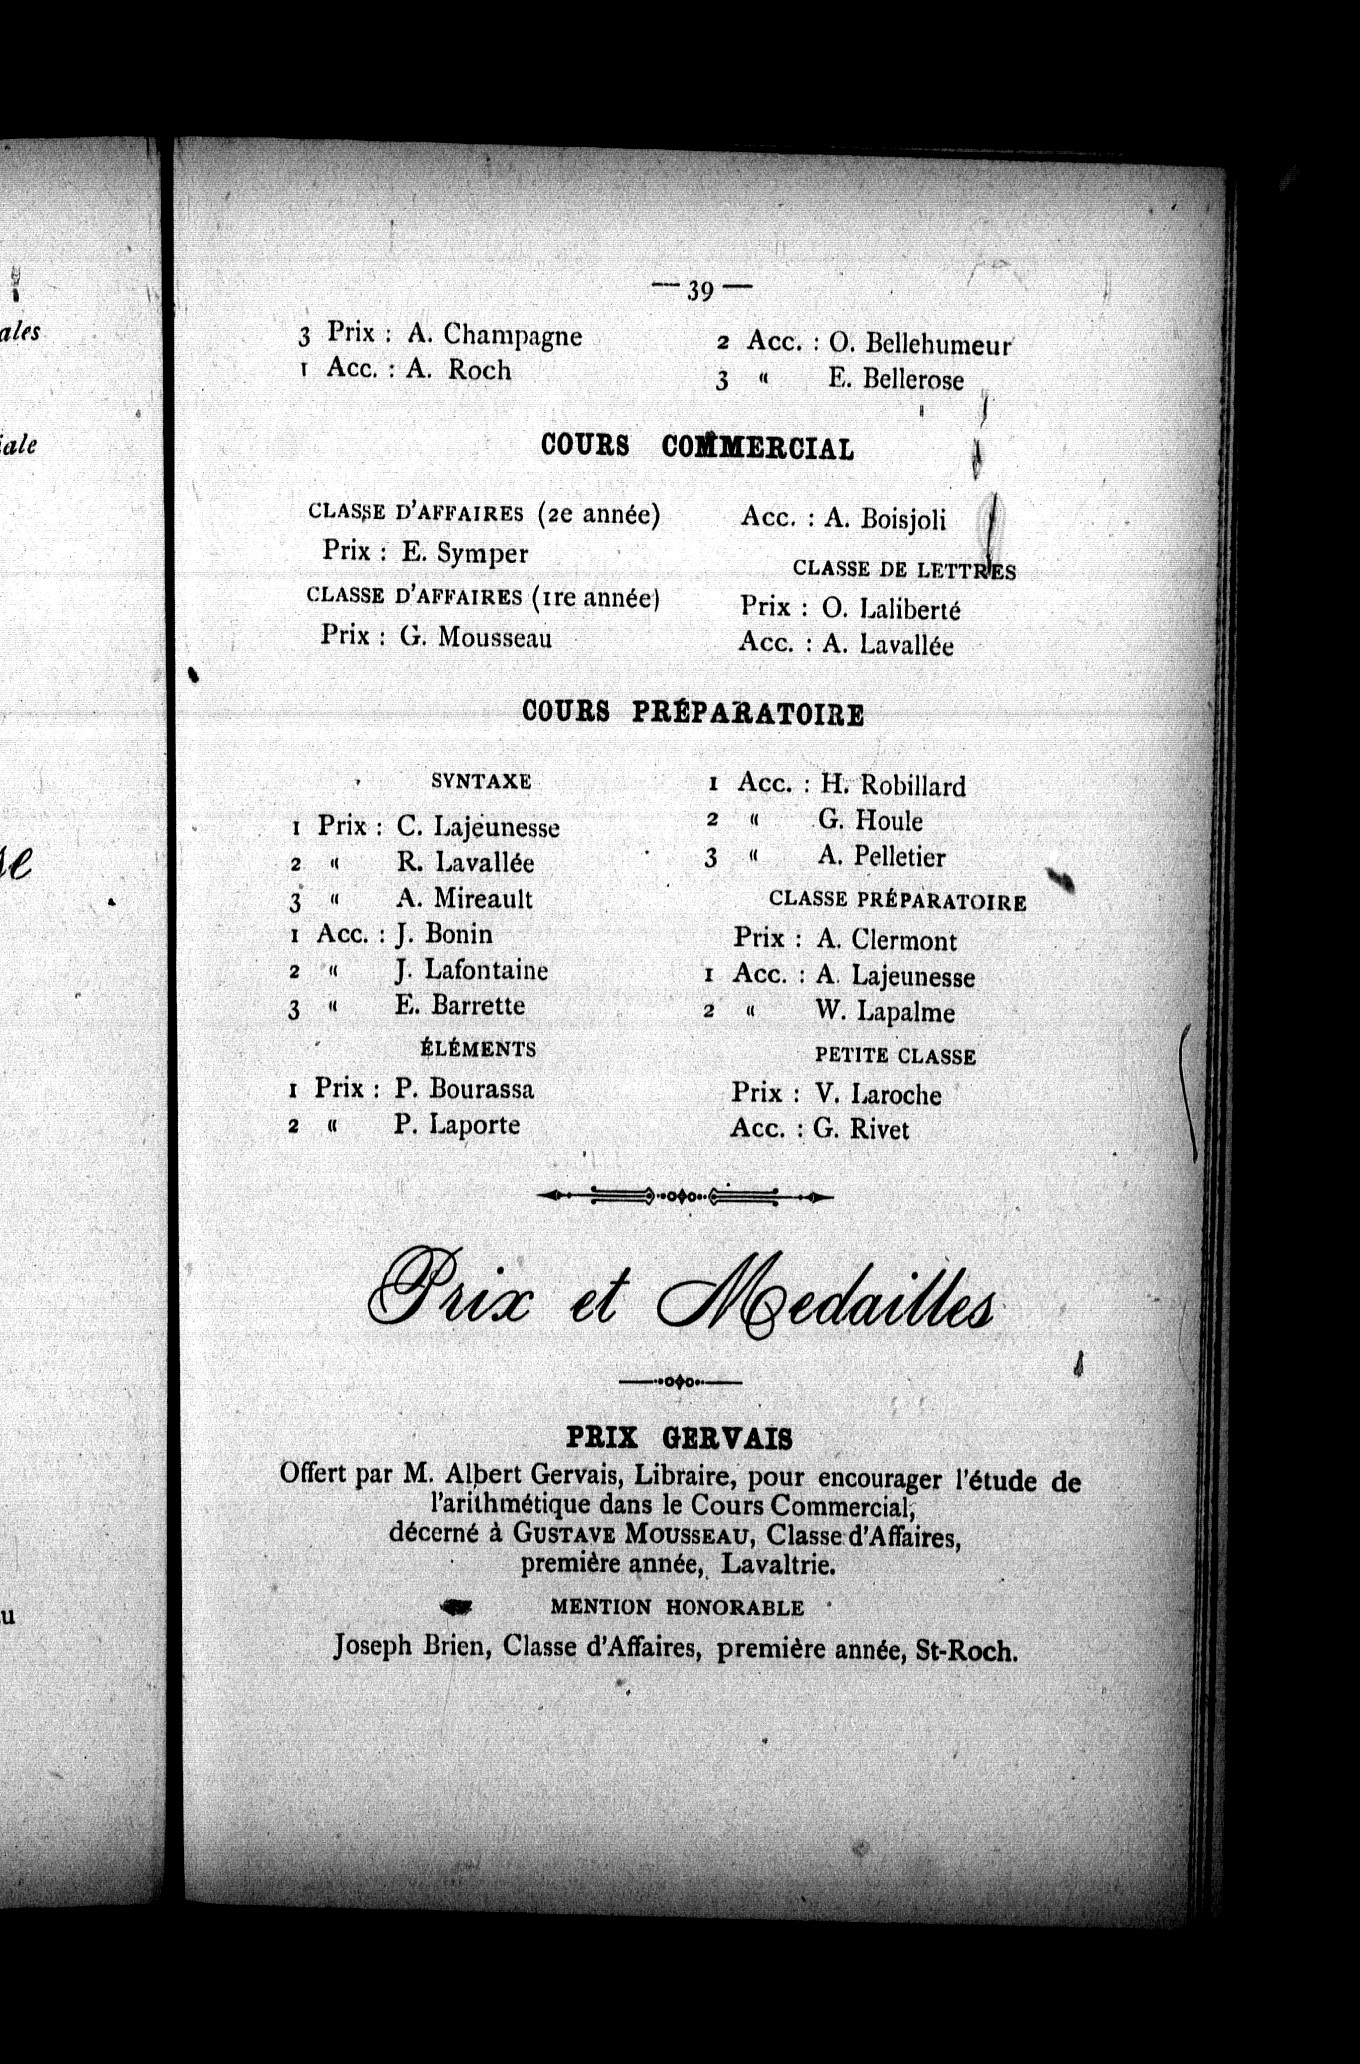 — 39 —
3 Prix : A. Champagne
1 Acc. : A. Roch
2 Acc. : O. Bellehumeur
3 « E. Bellerose
COURS COMMERCIAL
CLASSE D'AFFAIRES (2e année)
Prix : E. Symper
CLASSE D'AFFAIRES (1re année)
Prix : G. Mousseau
Acc. : A. Boisjoli
CLASSE DE LETTRES
Prix : O. Laliberté
Acc. : A. Lavallée
COURS PRÉPARATOIRE
SYNTAXE
1 Prix : C. Lajeunesse
2 « R. Lavallée
3 « A. Mireault
1 Acc. : J. Bonin
2 « J. Lafontaine
3 « E. Barrette
ÉLÉMENTS
1 Prix : P. Bourassa
2 « P. Laporte
1 Acc. : H. Robillard
2 « G. Houle
3 « A. Pelletier
CLASSE PRÉPARATOIRE
Prix : A. Clermont
1 Acc. : A. Lajeunesse
2 « W. Lapalme
PETITE CLASSE
Prix : V. Laroche
Acc. : G. Rivet
Prix et Medailles
PRIX GERVAIS
Offert par M. Albert Gervais, Libraire, pour encourager l'étude de
l'arithmétique dans le Cours Commercial,
décerné à GUSTAVE MOUSSEAU, Classe d'Affaires,
première année, Lavaltrie.
MENTION HONORABLE
Joseph Brien, Classe d'Affaires, première année, St-Roch.